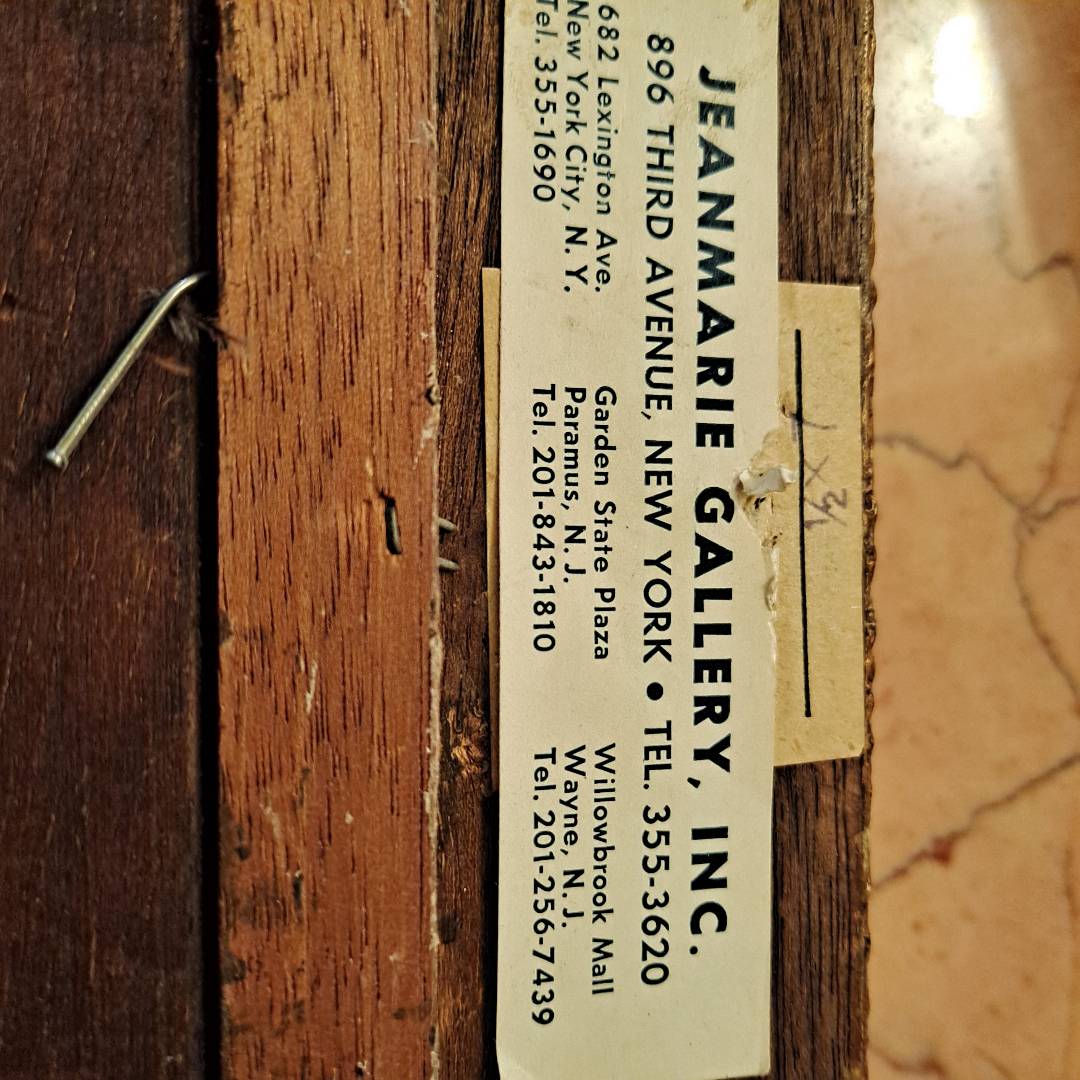 JEANMARIE GALLERY, INC.
896 THIRD AVENUE, NEW YORK • TEL. 355-3620
682 Lexington Ave.
New York City, N. Y.
Tel. 355-1690
Garden State Plaza
Paramus, N. J.
Tel. 201-843-1810
Willowbrook Mall
Wayne, N. J.
Tel. 201-256-7439